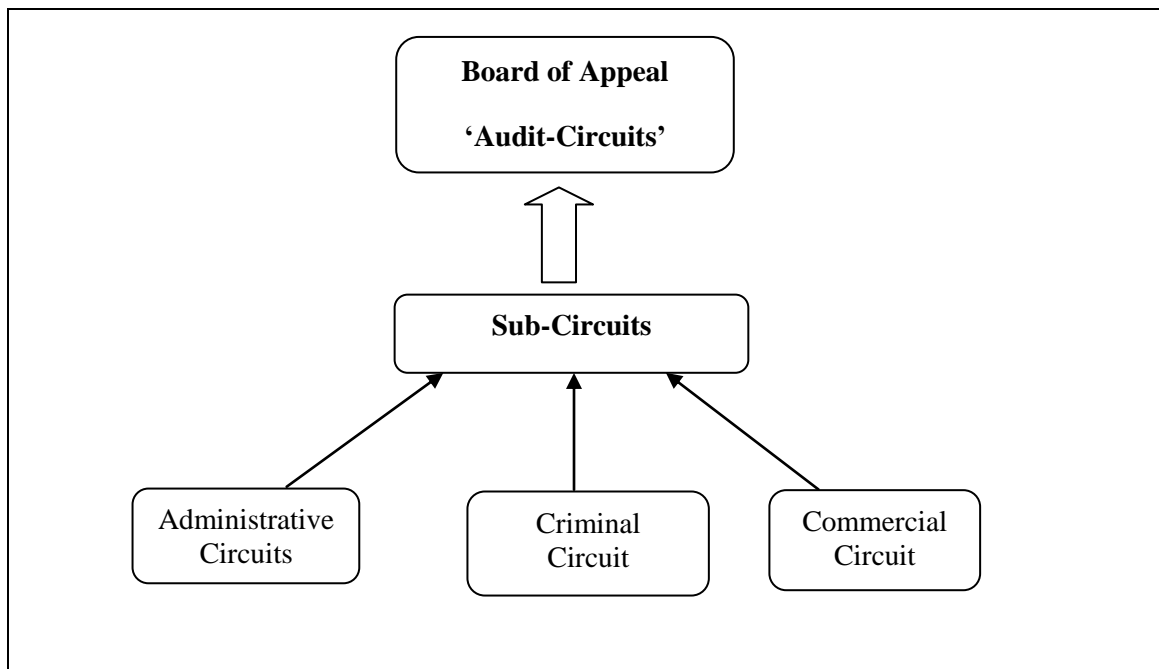 Board of Appeal
‘Audit-Circuits’
Sub-Circuits
Administrative
Circuits
Criminal
Circuit
Commercial
Circuit